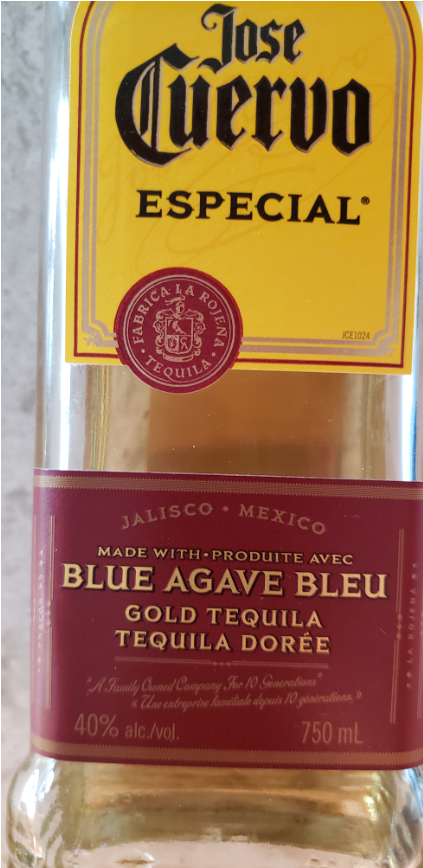 Jose
Cuervo
ESPECIAL®
FABRICA LA ROJEÑA
• TEQUILA •
JCE1024
JALISCO • MEXICO
MADE WITH•PRODUITE AVEC
BLUE AGAVE BLEU
GOLD TEQUILA
TEQUILA DORÉE
"A Family Owned Company For 10 Generations"
« Une entreprise familiale depuis 10 générations. »
40% alc./vol. 750 mL
LA ROJEÑA